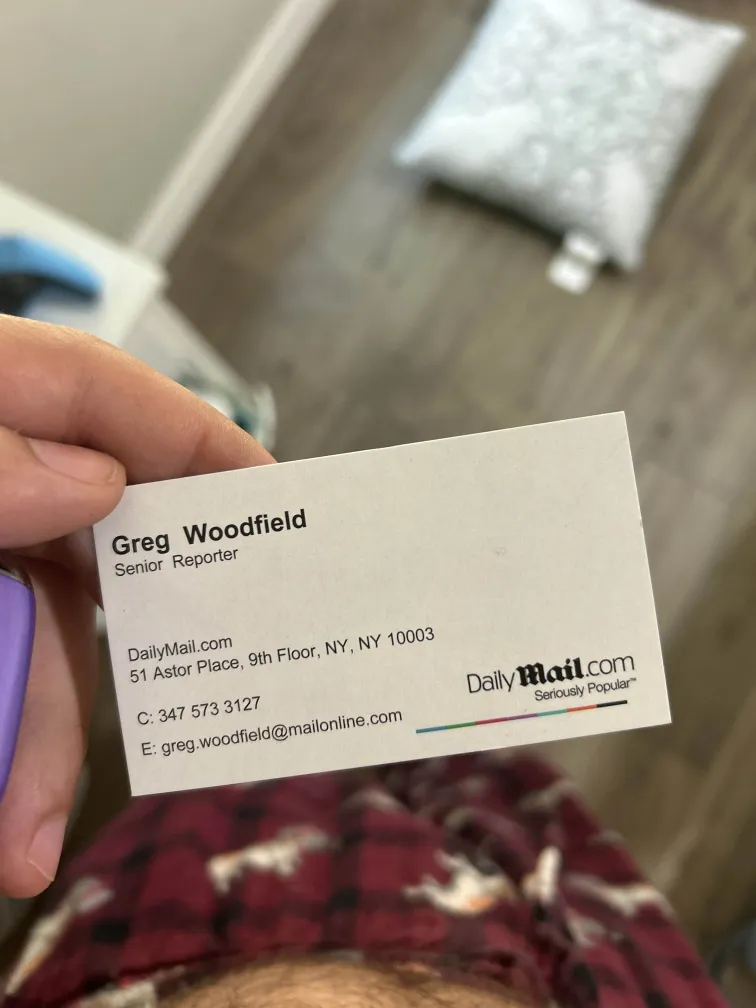 Greg Woodfield
Senior Reporter
DailyMail.com
51 Astor Place, 9th Floor, NY, NY 10003
C: 347 573 3127
E: greg.woodfield@mailonline.com
DailyMail.com
Seriously Popular™